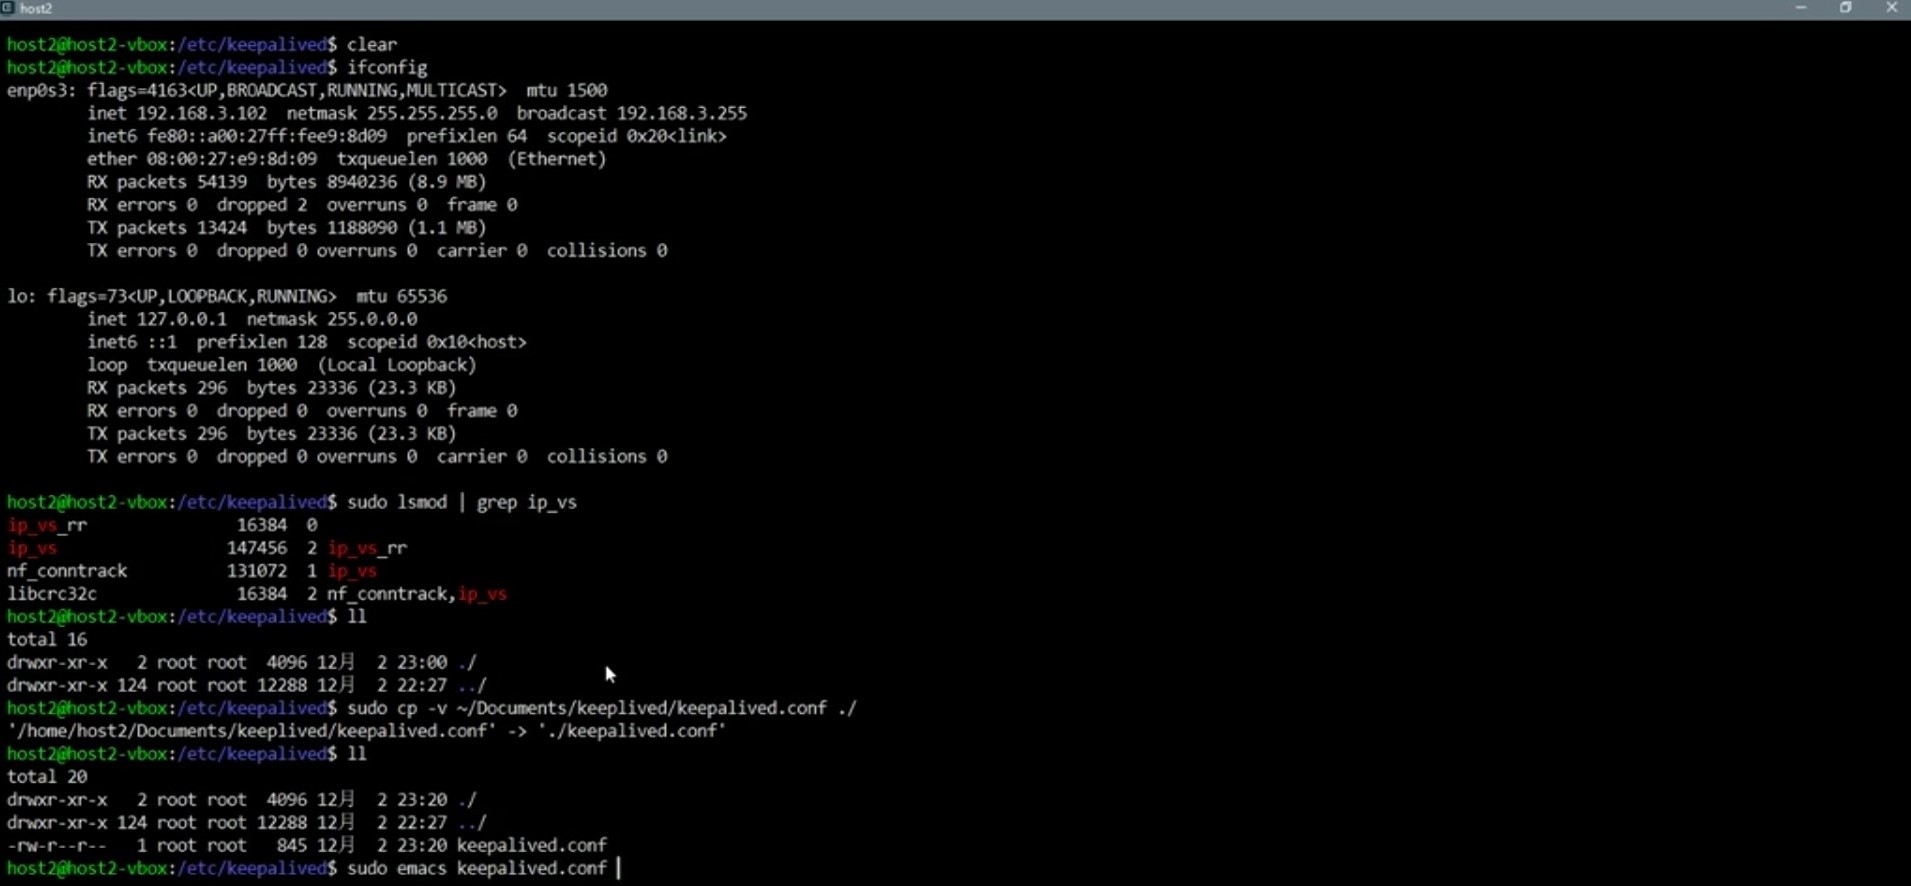 host2
host2@host2-vbox:/etc/keepalived$ clear
host2@host2-vbox:/etc/keepalived$ ifconfig
enp0s3: flags=4163<UP,BROADCAST,RUNNING,MULTICAST>  mtu 1500
        inet 192.168.3.102  netmask 255.255.255.0  broadcast 192.168.3.255
        inet6 fe80::a00:27ff:fee9:8d09  prefixlen 64  scopeid 0x20<link>
        ether 08:00:27:e9:8d:09  txqueuelen 1000  (Ethernet)
        RX packets 54139  bytes 8940236 (8.9 MB)
        RX errors 0  dropped 2  overruns 0  frame 0
        TX packets 13424  bytes 1188090 (1.1 MB)
        TX errors 0  dropped 0 overruns 0  carrier 0  collisions 0
lo: flags=73<UP,LOOPBACK,RUNNING>  mtu 65536
        inet 127.0.0.1  netmask 255.0.0.0
        inet6 ::1  prefixlen 128  scopeid 0x10<host>
        loop  txqueuelen 1000  (Local Loopback)
        RX packets 296  bytes 23336 (23.3 KB)
        RX errors 0  dropped 0  overruns 0  frame 0
        TX packets 296  bytes 23336 (23.3 KB)
        TX errors 0  dropped 0 overruns 0  carrier 0  collisions 0
host2@host2-vbox:/etc/keepalived$ sudo lsmod | grep ip_vs
ip_vs_rr               16384  0
ip_vs                 147456  2 ip_vs_rr
nf_conntrack          131072  1 ip_vs
libcrc32c              16384  2 nf_conntrack,ip_vs
host2@host2-vbox:/etc/keepalived$ ll
total 16
drwxr-xr-x   2 root root  4096 12月  2 23:00 ./
drwxr-xr-x 124 root root 12288 12月  2 22:27 ../
host2@host2-vbox:/etc/keepalived$ sudo cp -v ~/Documents/keeplived/keepalived.conf ./
'/home/host2/Documents/keeplived/keepalived.conf' -> './keepalived.conf'
host2@host2-vbox:/etc/keepalived$ ll
total 20
drwxr-xr-x   2 root root  4096 12月  2 23:20 ./
drwxr-xr-x 124 root root 12288 12月  2 22:27 ../
-rw-r--r--   1 root root   845 12月  2 23:20 keepalived.conf
host2@host2-vbox:/etc/keepalived$ sudo emacs keepalived.conf